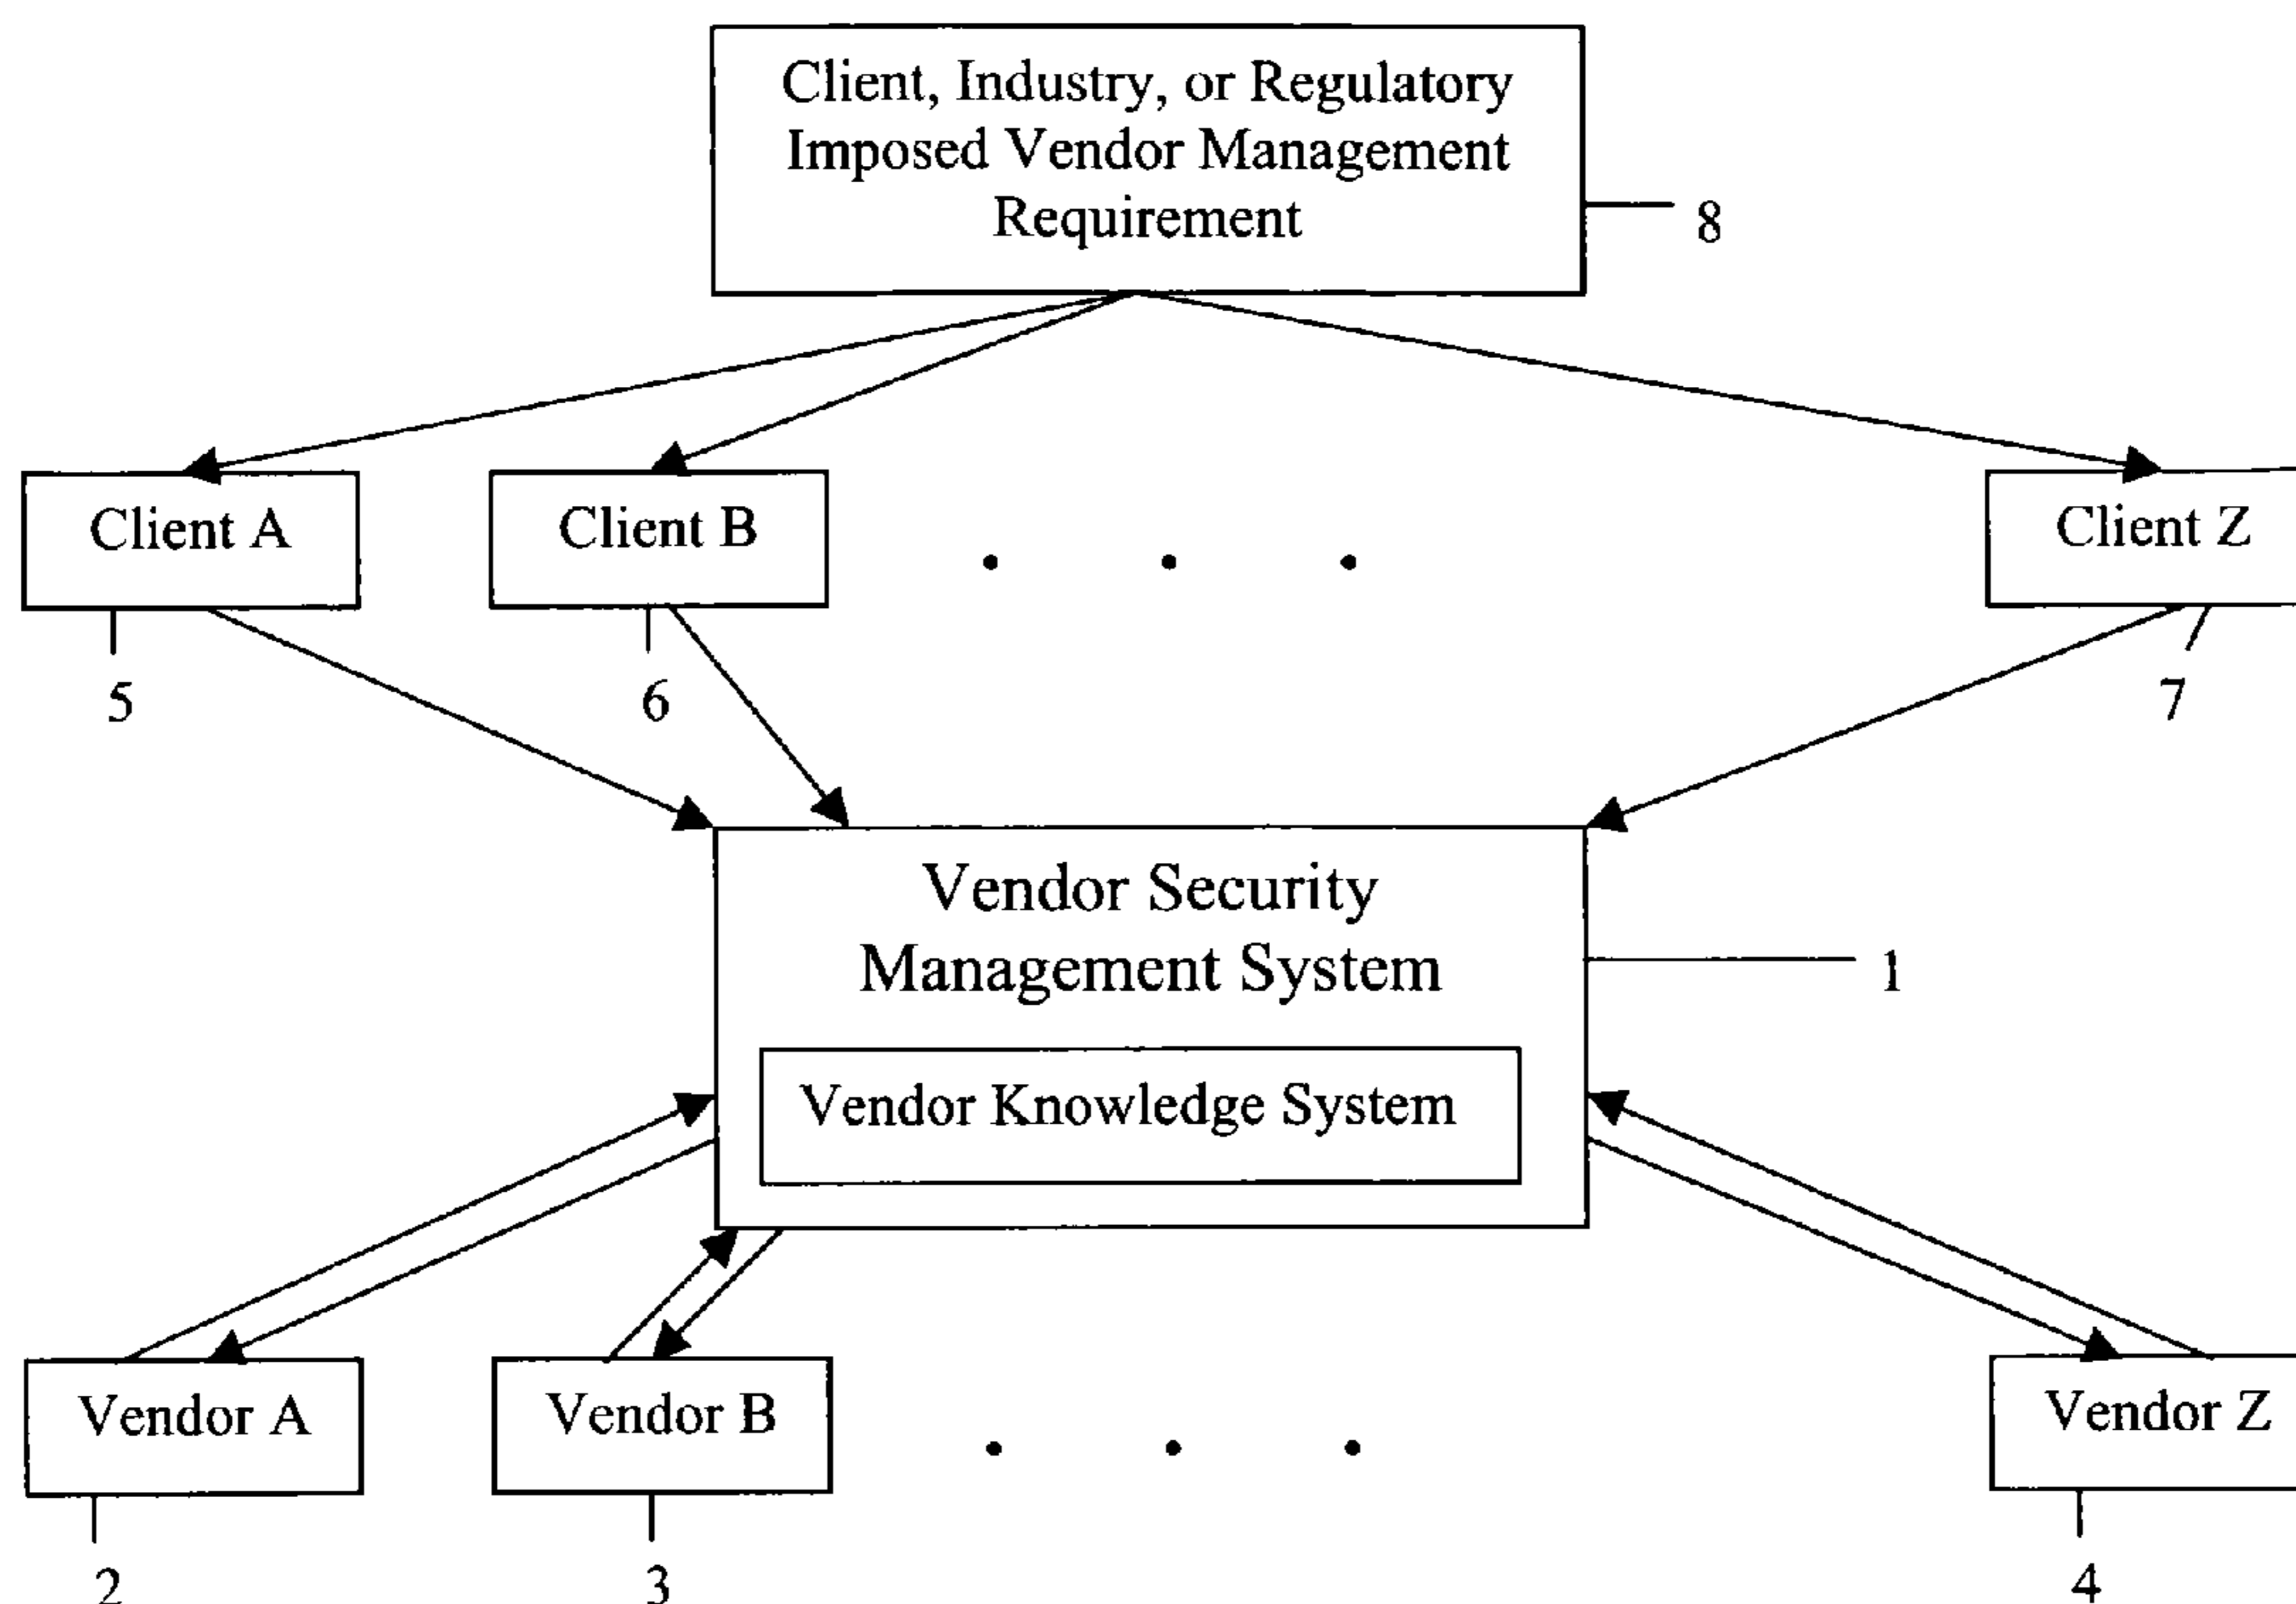 Client, Industry, or Regulatory
Imposed Vendor Management
Requirement
8
Client A
Client B
Client Z
5
6
7
Vendor Security
Management System
1
Vendor Knowledge System
Vendor A
Vendor B
Vendor Z
2
3
4